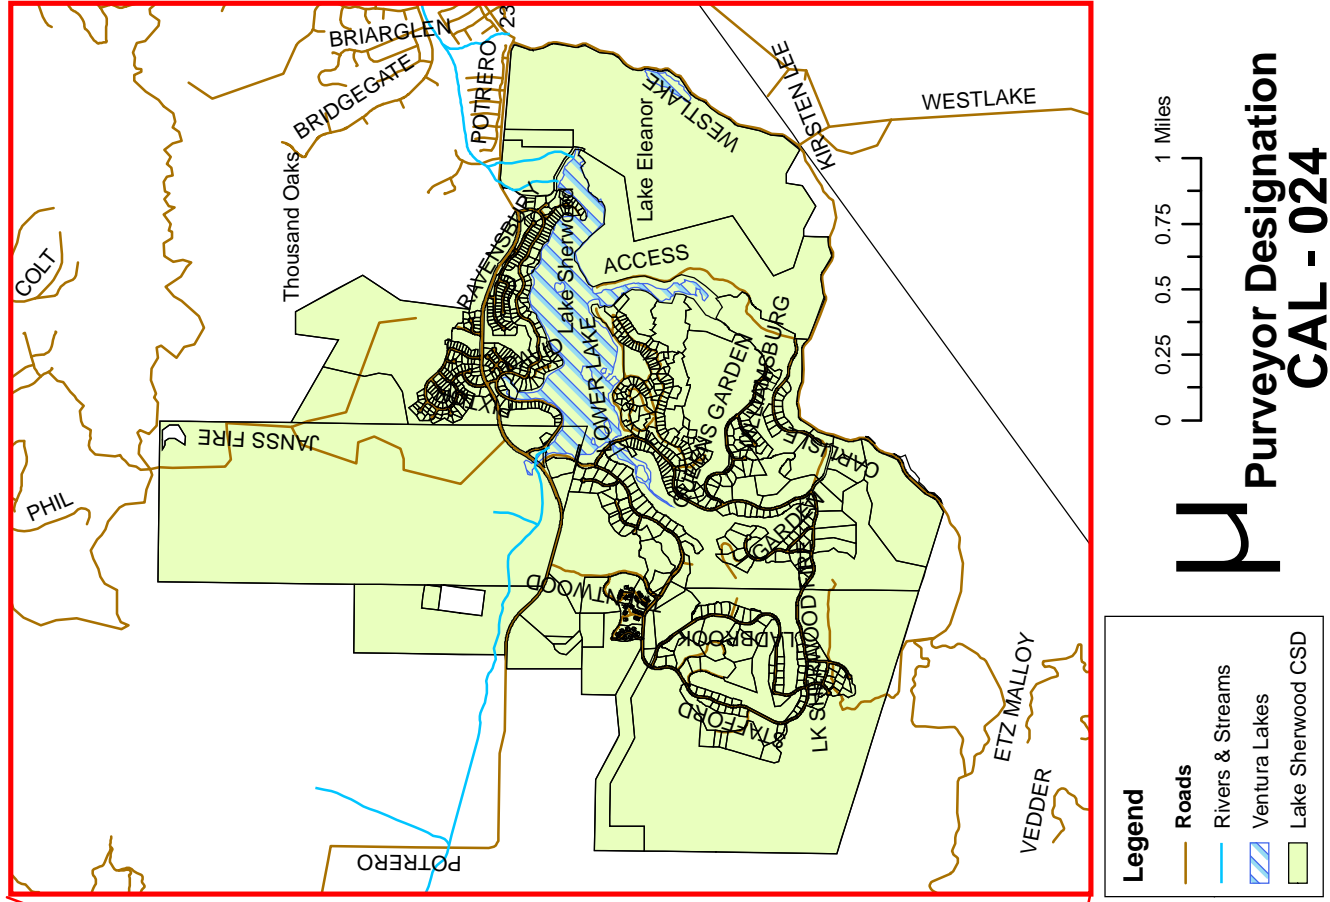 BRIARGLEN
BRIDGEGATE
POTRERO
23
COLT
Thousand Oaks
WESTLAKE
KIRSTEN LEE
WESTLAKE
Lake Eleanor
RAVENSBURY
Lake Sherwood
ACCESS
LOWER LAKE
JANSS FIRE
PHIL
QUEENS GARDEN
WILLIAMSBURG
CARLISLE
GARDEN
LADBROOK
STAFFORD
LK SHERWOOD
ETZ MALLOY
VEDDER
POTRERO
Purveyor Designation
CAL - 024
0 0.25 0.5 0.75 1 Miles
µ
Legend
Roads
Rivers & Streams
Ventura Lakes
Lake Sherwood CSD